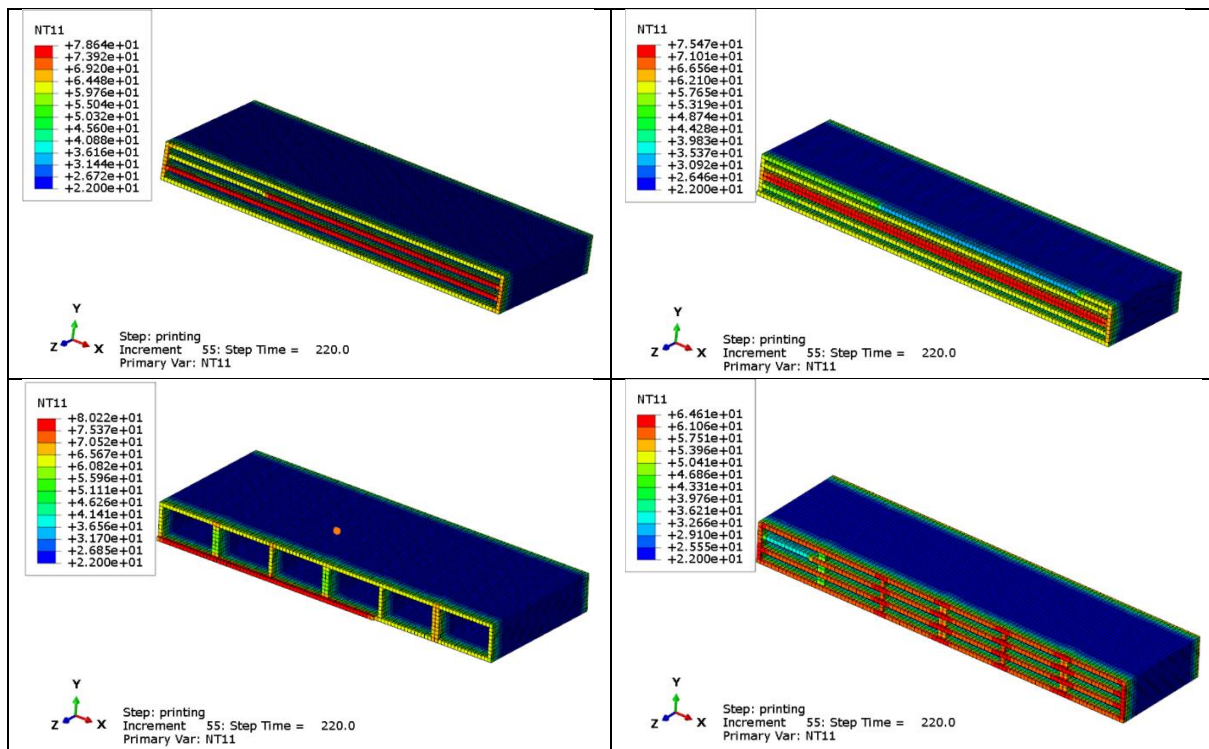 NT11
+7.864e+01
+7.392e+01
+6.920e+01
+6.448e+01
+5.976e+01
+5.504e+01
+5.032e+01
+4.560e+01
+4.088e+01
+3.616e+01
+3.144e+01
+2.672e+01
+2.200e+01
Y
Z X
Step: printing
Increment 55: Step Time = 220.0
Primary Var: NT11
NT11
+7.547e+01
+7.101e+01
+6.656e+01
+6.210e+01
+5.765e+01
+5.319e+01
+4.874e+01
+4.428e+01
+3.983e+01
+3.537e+01
+3.092e+01
+2.646e+01
+2.200e+01
Y
Z X
Step: printing
Increment 55: Step Time = 220.0
Primary Var: NT11
NT11
+8.022e+01
+7.537e+01
+7.052e+01
+6.567e+01
+6.082e+01
+5.596e+01
+5.111e+01
+4.626e+01
+4.141e+01
+3.656e+01
+3.170e+01
+2.685e+01
+2.200e+01
Y
Z X
Step: printing
Increment 55: Step Time = 220.0
Primary Var: NT11
NT11
+6.461e+01
+6.106e+01
+5.751e+01
+5.396e+01
+5.041e+01
+4.686e+01
+4.331e+01
+3.976e+01
+3.621e+01
+3.266e+01
+2.910e+01
+2.555e+01
+2.200e+01
Y
Z X
Step: printing
Increment 55: Step Time = 220.0
Primary Var: NT11